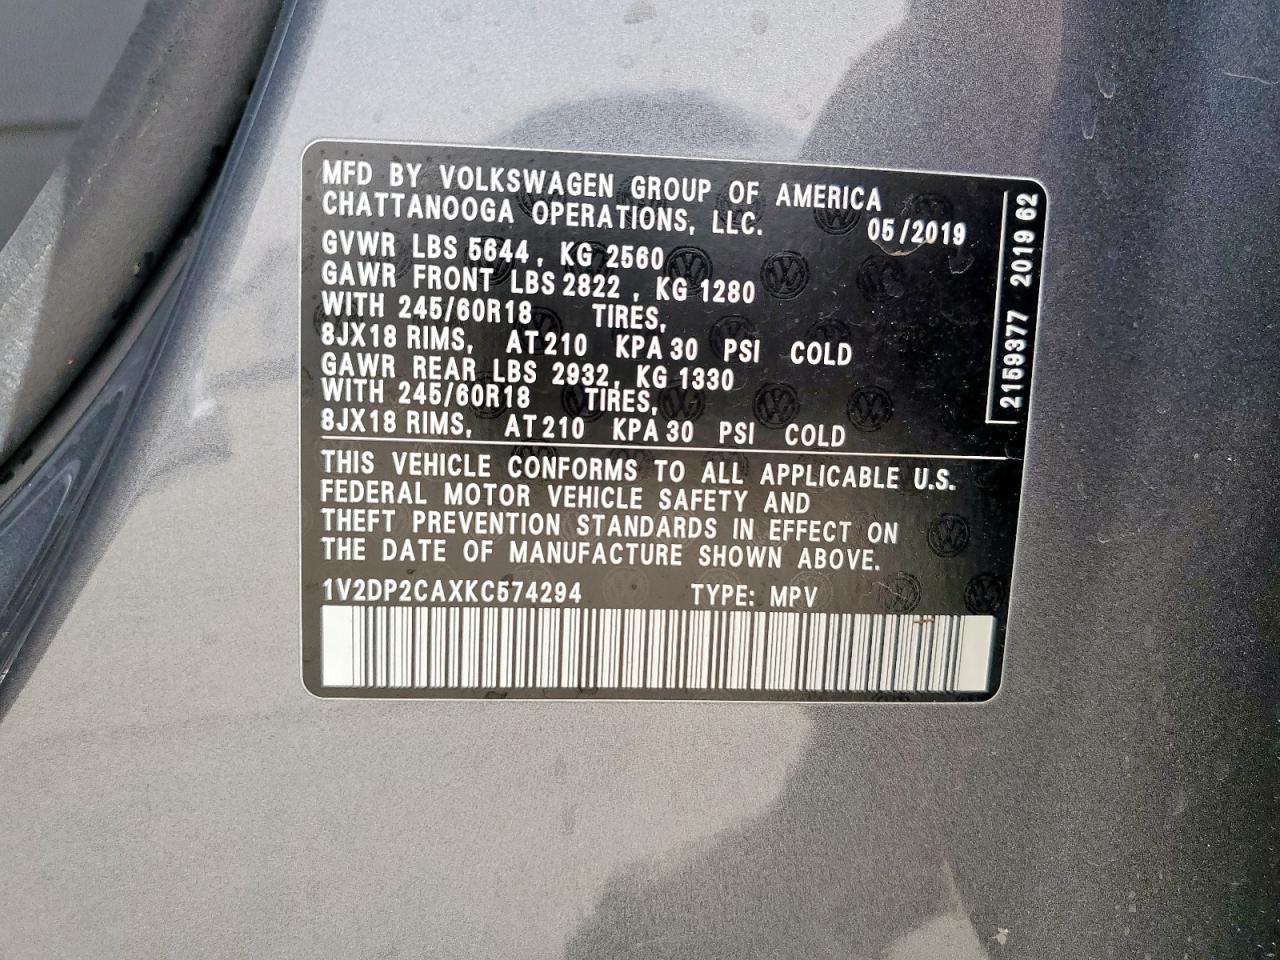 MFD BY VOLKSWAGEN GROUP OF AMERICA
CHATTANOOGA OPERATIONS, LLC. 05/2019
GVWR LBS 5644, KG 2560
GAWR FRONT LBS 2822, KG 1280
WITH 245/60R18 TIRES,
8JX18 RIMS, AT 210 KPA 30 PSI COLD
GAWR REAR LBS 2932, KG 1330
WITH 245/60R18 TIRES,
8JX18 RIMS, AT 210 KPA 30 PSI COLD
THIS VEHICLE CONFORMS TO ALL APPLICABLE U.S.
FEDERAL MOTOR VEHICLE SAFETY AND
THEFT PREVENTION STANDARDS IN EFFECT ON
THE DATE OF MANUFACTURE SHOWN ABOVE.
1V2DP2CAXKC574294 TYPE: MPV
2159377 2019 62